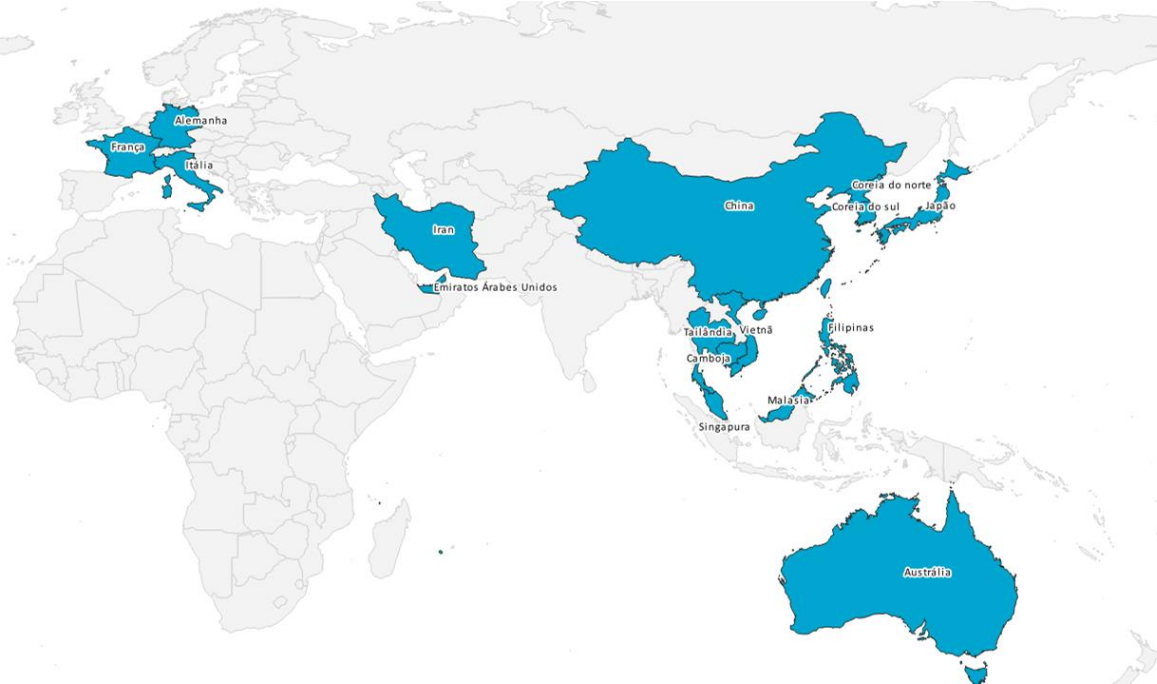 Alemanha
França
Itália
Iran
Emiratos Árabes Unidos
China
Coreia do norte
Coreia do sul
Japão
Tailândia
Vietnã
Filipinas
Camboja
Malasia
Singapura
Austrália